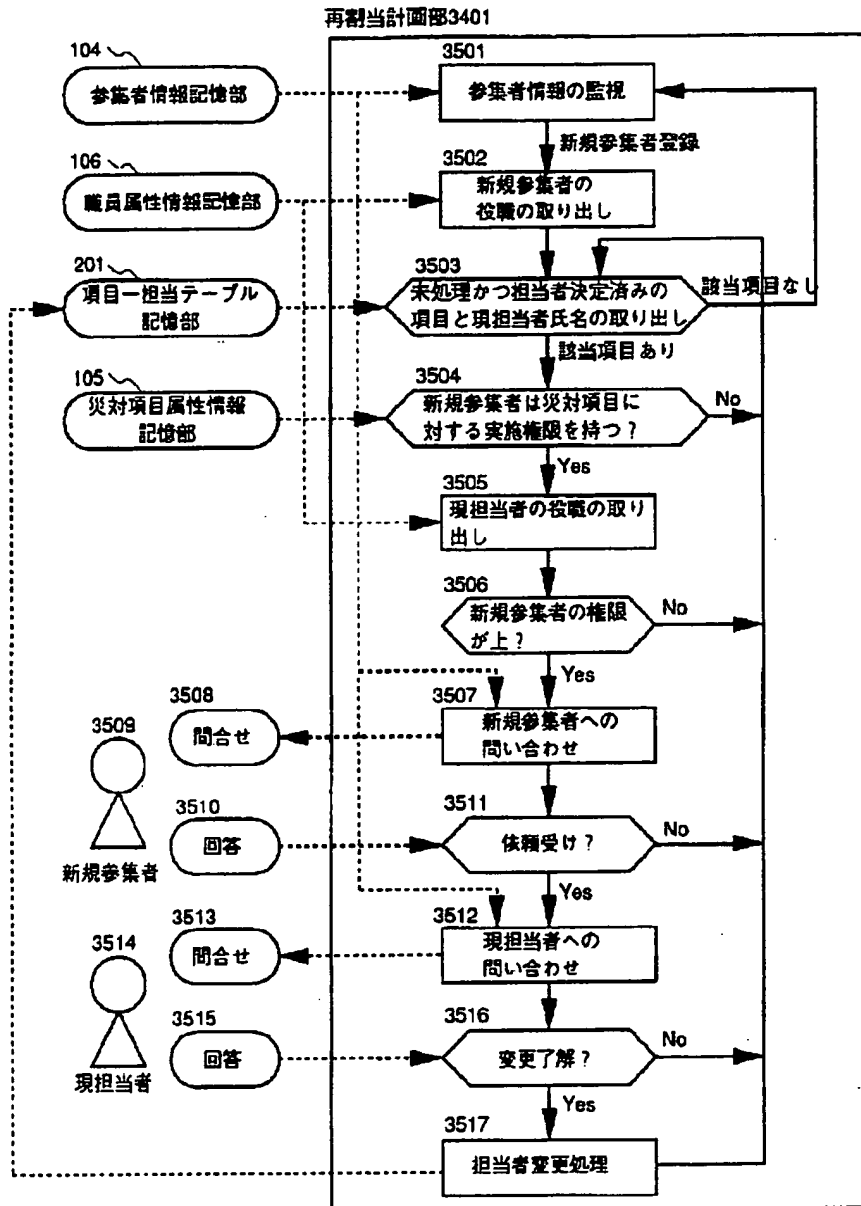 再割当計画部3401
104
参集者情報記憶部
3501
参集者情報の監視
新規参集者登録
106
職員属性情報記憶部
3502
新規参集者の
役職の取り出し
201
項目ー担当テーブル
記憶部
3503
未処理かつ担当者決定済みの
項目と現担当者氏名の取り出し
該当項目なし
該当項目あり
105
災対項目属性情報
記憶部
3504
新規参集者は災対項目に
対する実施権限を持つ?
No
Yes
3505
現担当者の役職の取り
出し
3506
新規参集者の権限
が上?
No
Yes
3507
新規参集者への
問い合わせ
3508
問合せ
3509
新規参集者
3510
回答
3511
依頼受け?
No
Yes
3512
現担当者への
問い合わせ
3513
問合せ
3514
現担当者
3515
回答
3516
変更了解?
No
Yes
3517
担当者変更処理